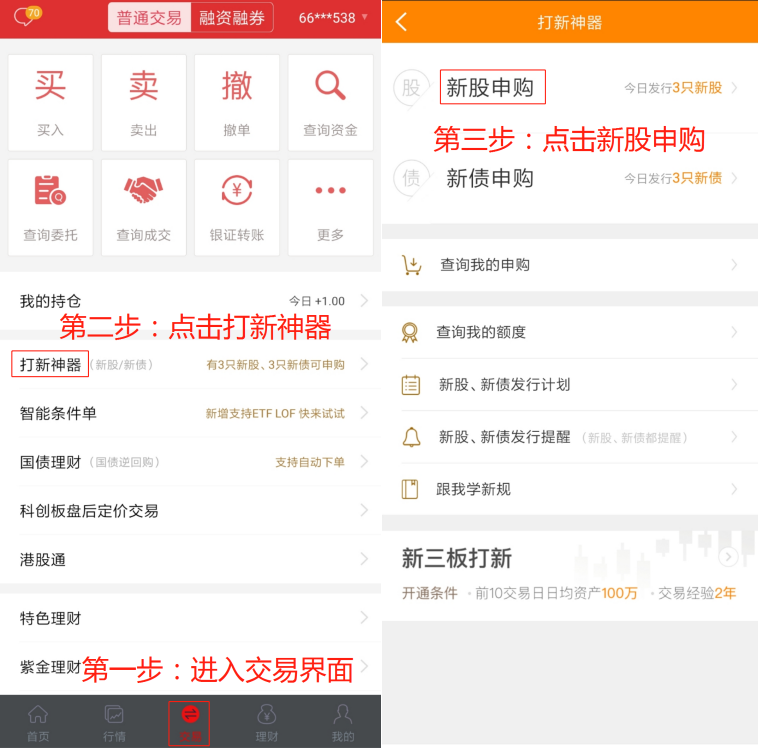 70
普通交易
融资融券
66***538
买
卖
撤
买入
卖出
撤单
查询资金
查询委托
查询成交
银证转账
更多
我的持仓
今日 +1.00
第二步：点击打新神器
打新神器（新股/新债）
有3只新股、3只新债可申购
智能条件单
新增支持ETF LOF 快来试试
国债理财（国债逆回购）
支持自动下单
科创板盘后定价交易
港股通
特色理财
紫金理财
第一步：进入交易界面
首页
行情
交易
理财
我的
打新神器
股
新股申购
今日发行3只新股
第三步：点击新股申购
债
新债申购
今日发行3只新债
查询我的申购
查询我的额度
新股、新债发行计划
新股、新债发行提醒（新股、新债都提醒）
跟我学新规
新三板打新
开通条件 · 前10交易日日均资产100万 · 交易经验2年